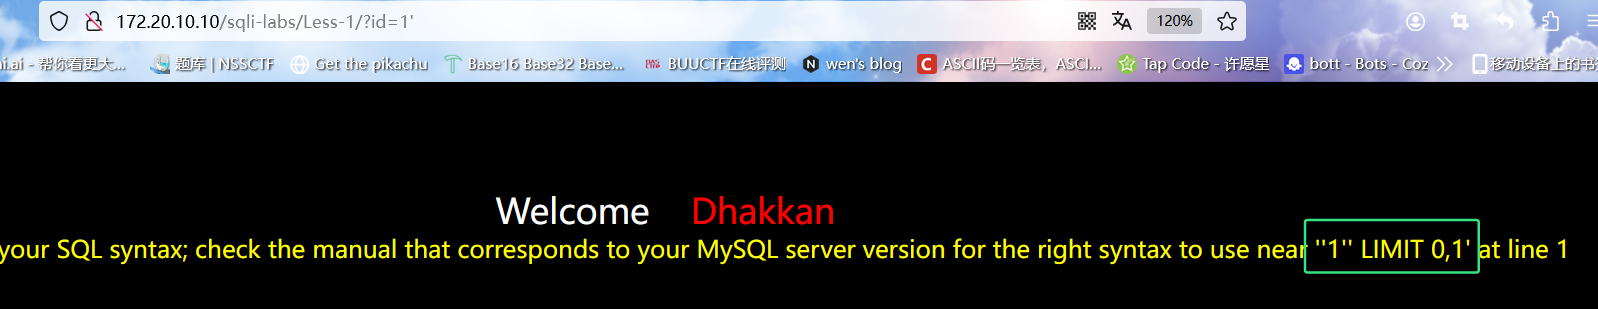 172.20.10.10/sqli-labs/Less-1/?id=1'
120%
ni.ai - 帮你看更大...
题库 | NSSCTF
Get the pikachu
Base16 Base32 Base...
BUUCTF在线评测
wen's blog
ASCII码一览表，ASCI...
Tap Code - 许愿星
bott - Bots - Coz
移动设备上的书签
Welcome Dhakkan
your SQL syntax; check the manual that corresponds to your MySQL server version for the right syntax to use near ''1'' LIMIT 0,1' at line 1